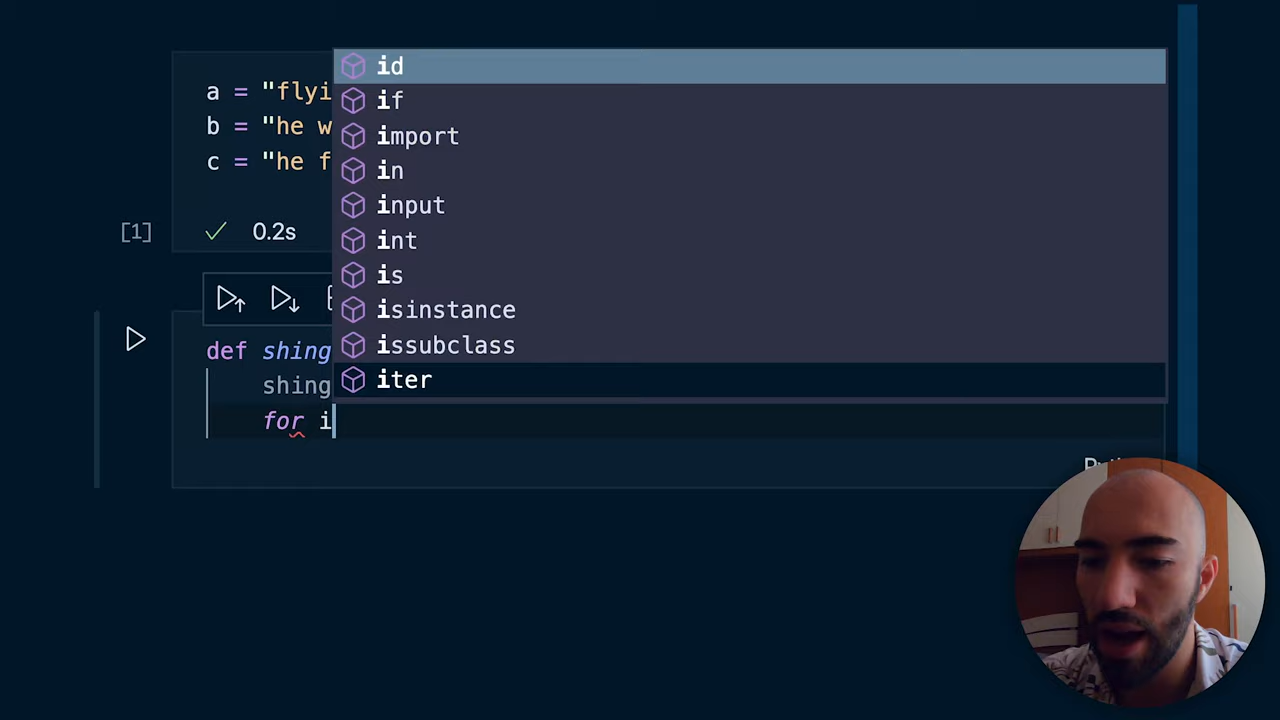 a = "flyi
b = "he w
c = "he f
[1]
0.2s
id
if
import
in
input
int
is
isinstance
issubclass
iter
def shing
shing
for i